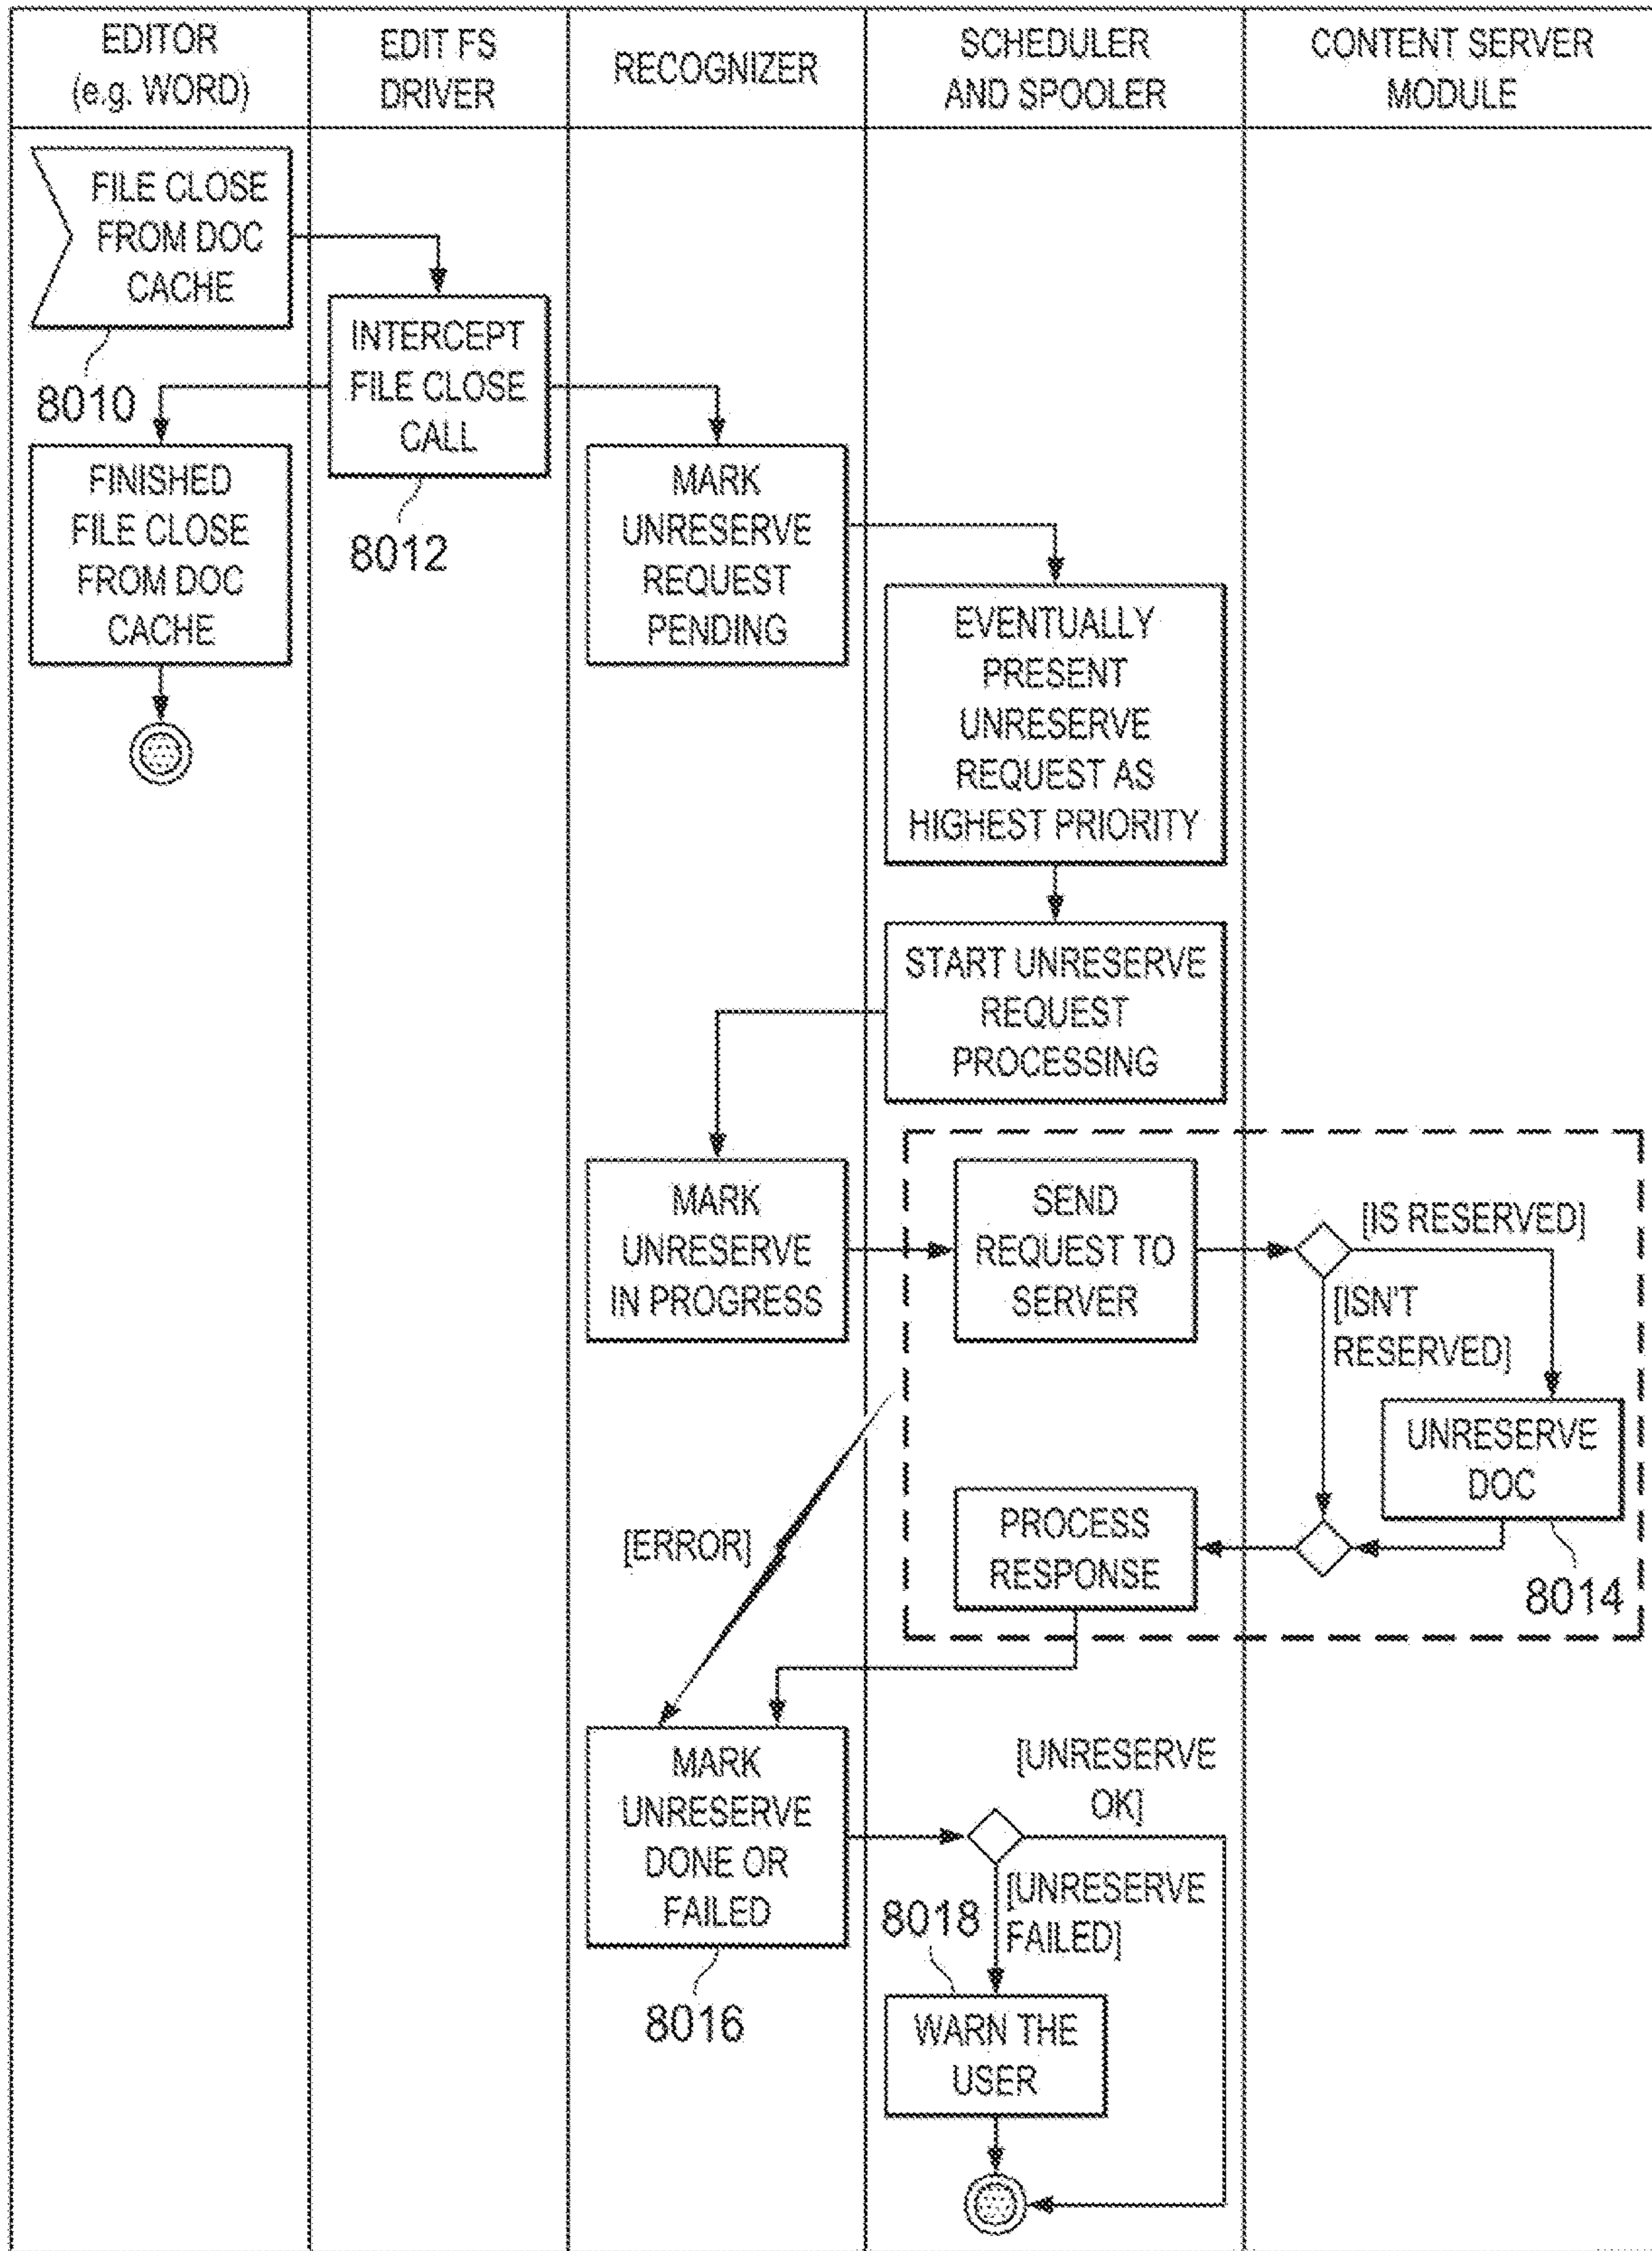 EDITOR
(e.g. WORD)
EDIT FS
DRIVER
RECOGNIZER
SCHEDULER
AND SPOOLER
CONTENT SERVER
MODULE
FILE CLOSE
FROM DOC
CACHE
8010
INTERCEPT
FILE CLOSE
CALL
8012
FINISHED
FILE CLOSE
FROM DOC
CACHE
MARK
UNRESERVE
REQUEST
PENDING
EVENTUALLY
PRESENT
UNRESERVE
REQUEST AS
HIGHEST PRIORITY
START UNRESERVE
REQUEST
PROCESSING
MARK
UNRESERVE
IN PROGRESS
SEND
REQUEST TO
SERVER
[IS RESERVED]
[ISN'T
RESERVED]
UNRESERVE
DOC
8014
PROCESS
RESPONSE
[ERROR]
MARK
UNRESERVE
DONE OR
FAILED
8016
[UNRESERVE
OK]
[UNRESERVE
FAILED]
8018
WARN THE
USER